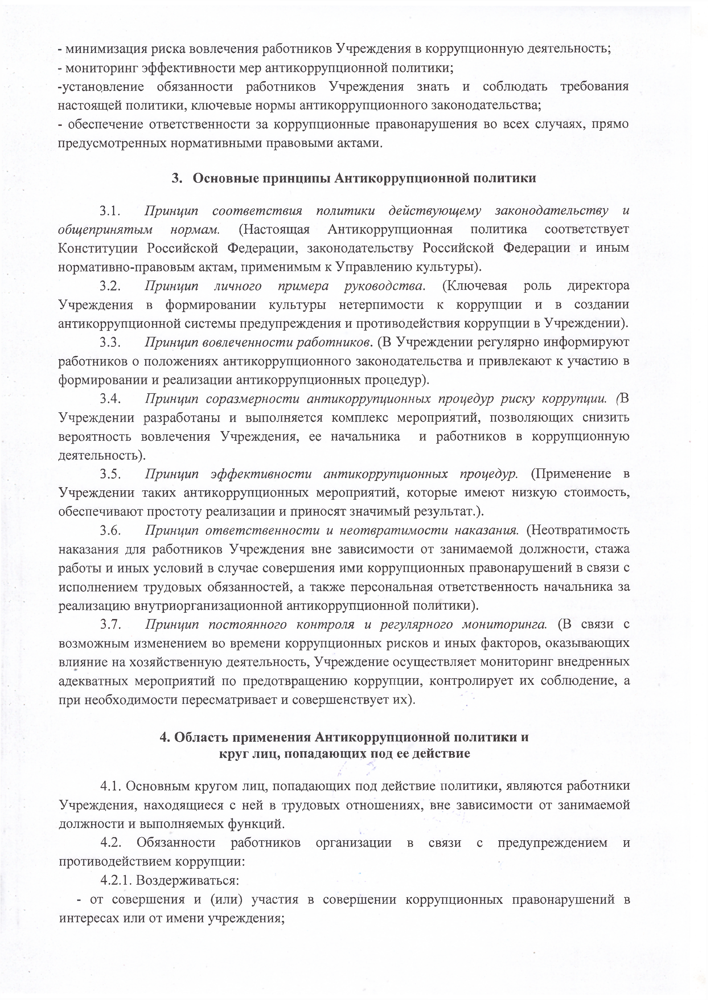 - минимизация риска вовлечения работников Учреждения в коррупционную деятельность;
- мониторинг эффективности мер антикоррупционной политики;
-установление обязанности работников Учреждения знать и соблюдать требования
настоящей политики, ключевые нормы антикоррупционного законодательства;
- обеспечение ответственности за коррупционные правонарушения во всех случаях, прямо
предусмотренных нормативными правовыми актами.
3. Основные принципы Антикоррупционной политики
3.1. Принцип соответствия политики действующему законодательству и
общепринятым нормам. (Настоящая Антикоррупционная политика соответствует
Конституции Российской Федерации, законодательству Российской Федерации и иным
нормативно-правовым актам, применимым к Управлению культуры).
3.2. Принцип личного примера руководства. (Ключевая роль директора
Учреждения в формировании культуры нетерпимости к коррупции и в создании
антикоррупционной системы предупреждения и противодействия коррупции в Учреждении).
3.3. Принцип вовлеченности работников. (В Учреждении регулярно информируют
работников о положениях антикоррупционного законодательства и привлекают к участию в
формировании и реализации антикоррупционных процедур).
3.4. Принцип соразмерности антикоррупционных процедур риску коррупции. (В
Учреждении разработаны и выполняется комплекс мероприятий, позволяющих снизить
вероятность вовлечения Учреждения, ее начальника и работников в коррупционную
деятельность).
3.5. Принцип эффективности антикоррупционных процедур. (Применение в
Учреждении таких антикоррупционных мероприятий, которые имеют низкую стоимость,
обеспечивают простоту реализации и приносят значимый результат.).
3.6. Принцип ответственности и неотвратимости наказания. (Неотвратимость
наказания для работников Учреждения вне зависимости от занимаемой должности, стажа
работы и иных условий в случае совершения ими коррупционных правонарушений в связи с
исполнением трудовых обязанностей, а также персональная ответственность начальника за
реализацию внутриорганизационной антикоррупционной политики).
3.7. Принцип постоянного контроля и регулярного мониторинга. (В связи с
возможным изменением во времени коррупционных рисков и иных факторов, оказывающих
влияние на хозяйственную деятельность, Учреждение осуществляет мониторинг внедренных
адекватных мероприятий по предотвращению коррупции, контролирует их соблюдение, а
при необходимости пересматривает и совершенствует их).
4. Область применения Антикоррупционной политики и
круг лиц, попадающих под ее действие
4.1. Основным кругом лиц, попадающих под действие политики, являются работники
Учреждения, находящиеся с ней в трудовых отношениях, вне зависимости от занимаемой
должности и выполняемых функций.
4.2. Обязанности работников организации в связи с предупреждением и
противодействием коррупции:
4.2.1. Воздерживаться:
- от совершения и (или) участия в совершении коррупционных правонарушений в
интересах или от имени учреждения;